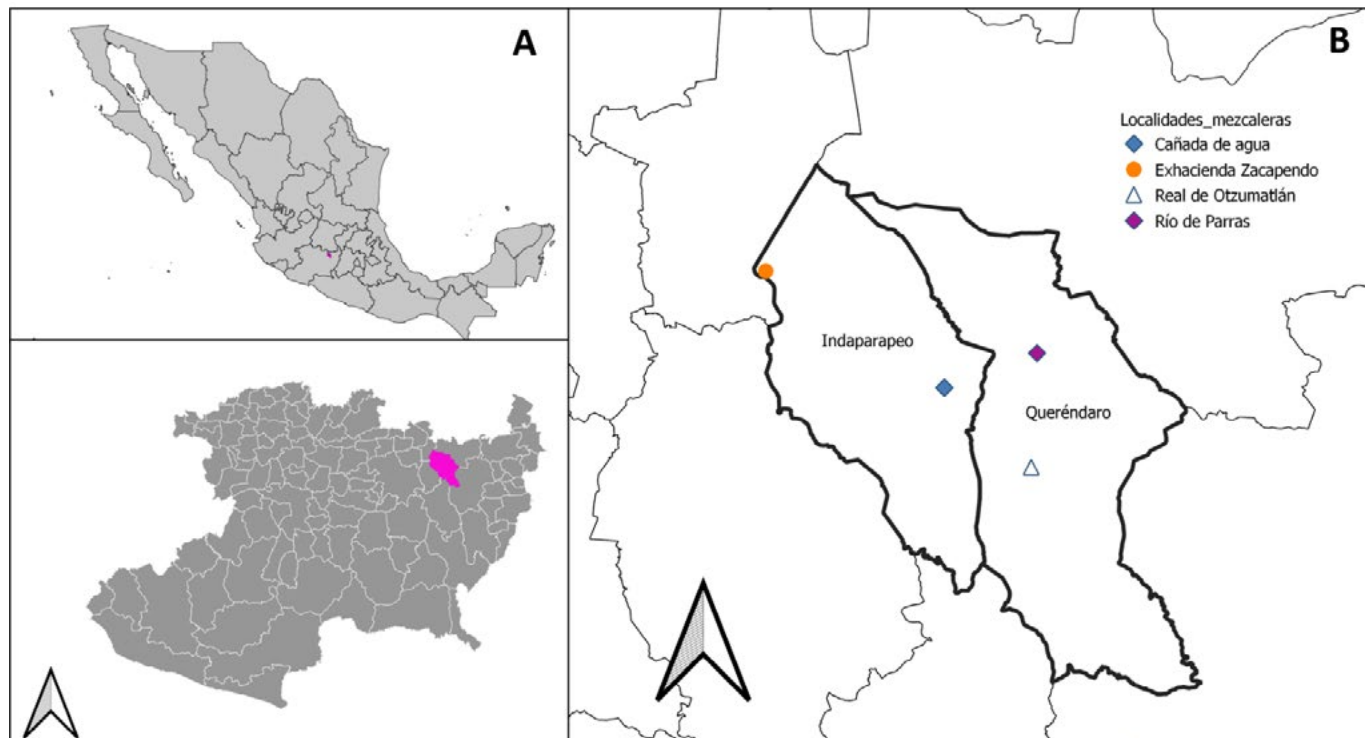 A
B
Localidades_mezcaleras
Cañada de agua
Exhacienda Zacapendo
Real de Otzumatlán
Río de Parras
Indaparapeo
Queréndaro